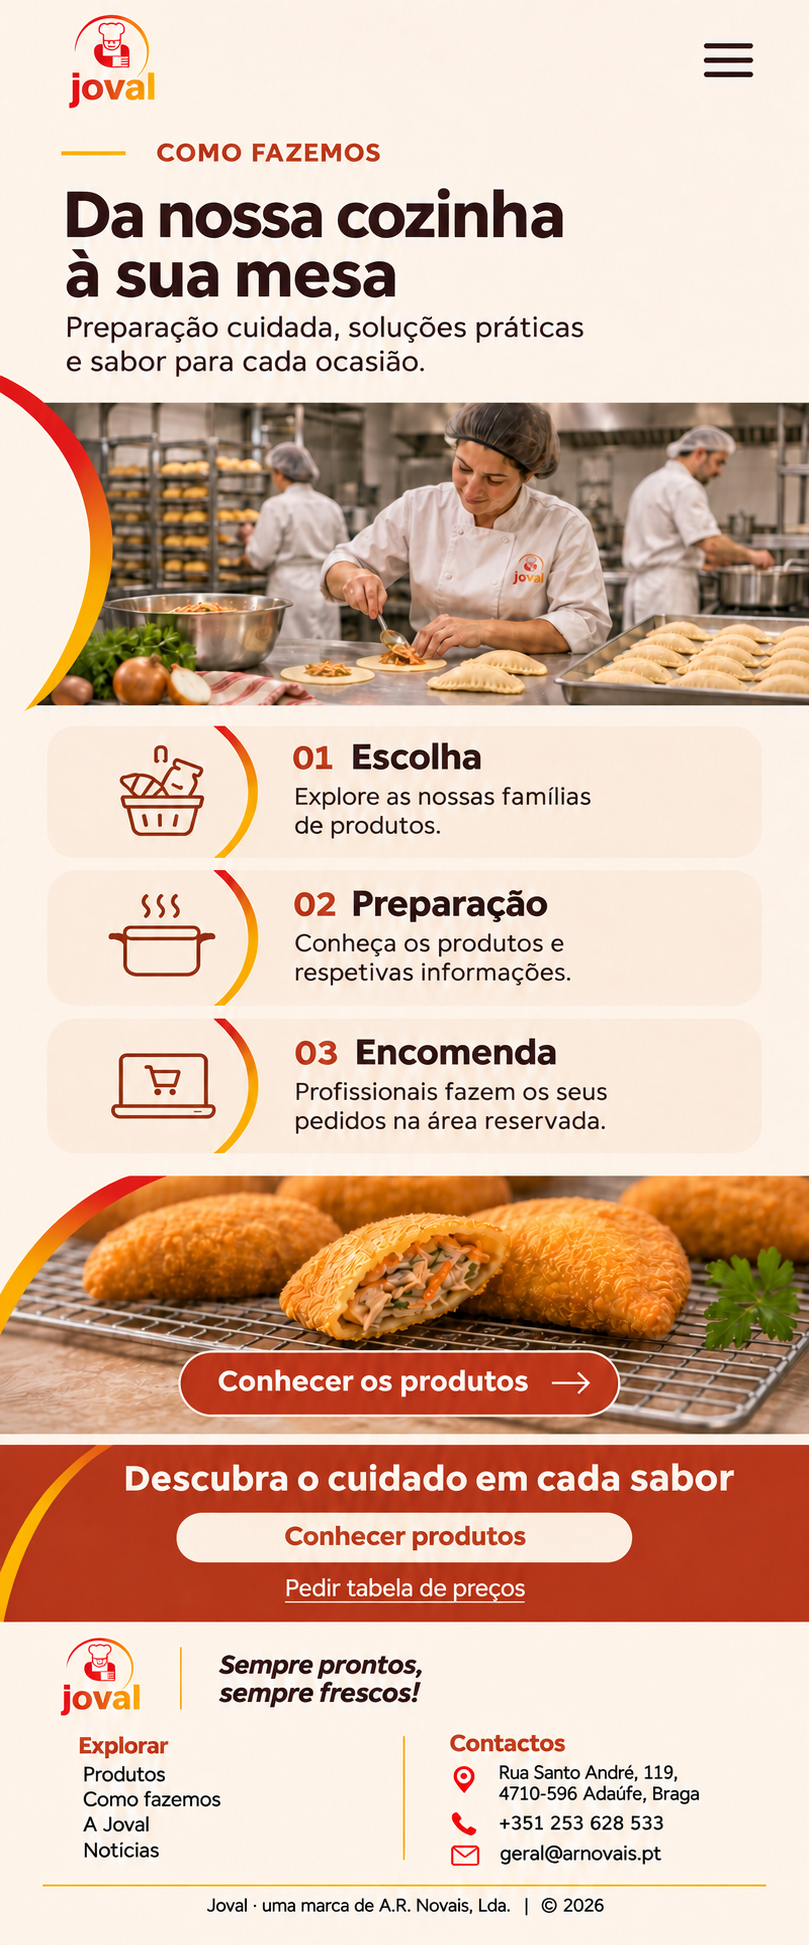 joval
COMO FAZEMOS
Da nossa cozinha
à sua mesa
Preparação cuidada, soluções práticas
e sabor para cada ocasião.
joval
01 Escolha
Explore as nossas famílias
de produtos.
02 Preparação
Conheça os produtos e
respetivas informações.
03 Encomenda
Profissionais fazem os seus
pedidos na área reservada.
Conhecer os produtos →
Descubra o cuidado em cada sabor
Conhecer produtos
Pedir tabela de preços
joval
Sempre prontos,
sempre frescos!
Explorar
Produtos
Como fazemos
A Joval
Notícias
Contactos
Rua Santo André, 119,
4710-596 Adaúfe, Braga
+351 253 628 533
geral@arnovais.pt
Joval · uma marca de A.R. Novais, Lda. | © 2026